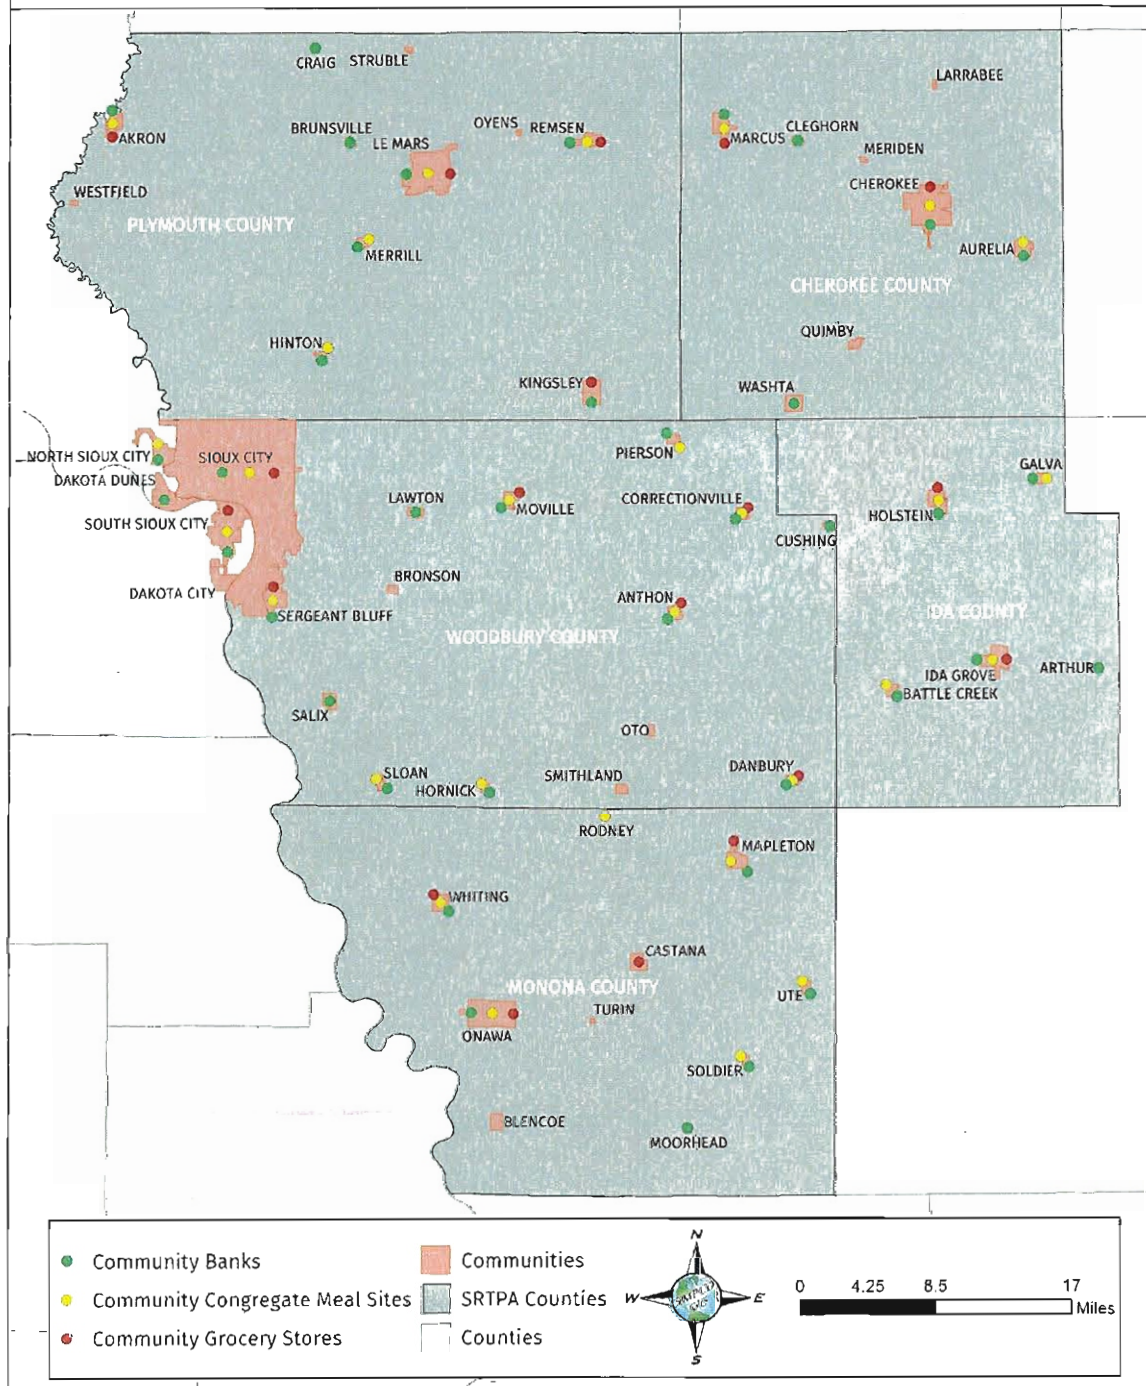 CRAIG STRUBLE
LARRABEE
AKRON
BRUNSVILLE
OYENS REMSEN
LE MARS
MARCUS
CLEGHORN
MERIDEN
CHEROKEE
WESTFIELD
PLYMOUTH COUNTY
MERRILL
AURELIA
CHEROKEE COUNTY
HINTON
QUIMBY
KINGSLEY
WASHTA
NORTH SIOUX CITY
SIOUX CITY
PIERSON
GALVA
DAKOTA DUNES
LAWTON
MOVILLE
CORRECTIONVILLE
HOLSTEIN
SOUTH SIOUX CITY
CUSHING
BRONSON
DAKOTA CITY
ANTHON
SERGEANT BLUFF
WOODBURY COUNTY
IDA COUNTY
IDA GROVE
ARTHUR
BATTLE CREEK
SALIX
OTO
SLOAN
HORNICK
SMITHLAND
DANBURY
RODNEY
MAPLETON
WHITING
CASTANA
MONONA COUNTY
UTE
TURIN
ONAWA
SOLDIER
BLENCOE
MOORHEAD
Community Banks
Community Congregate Meal Sites
Community Grocery Stores
Communities
SRTPA Counties
Counties
N
W E
S
0 4.25 8.5 17
Miles